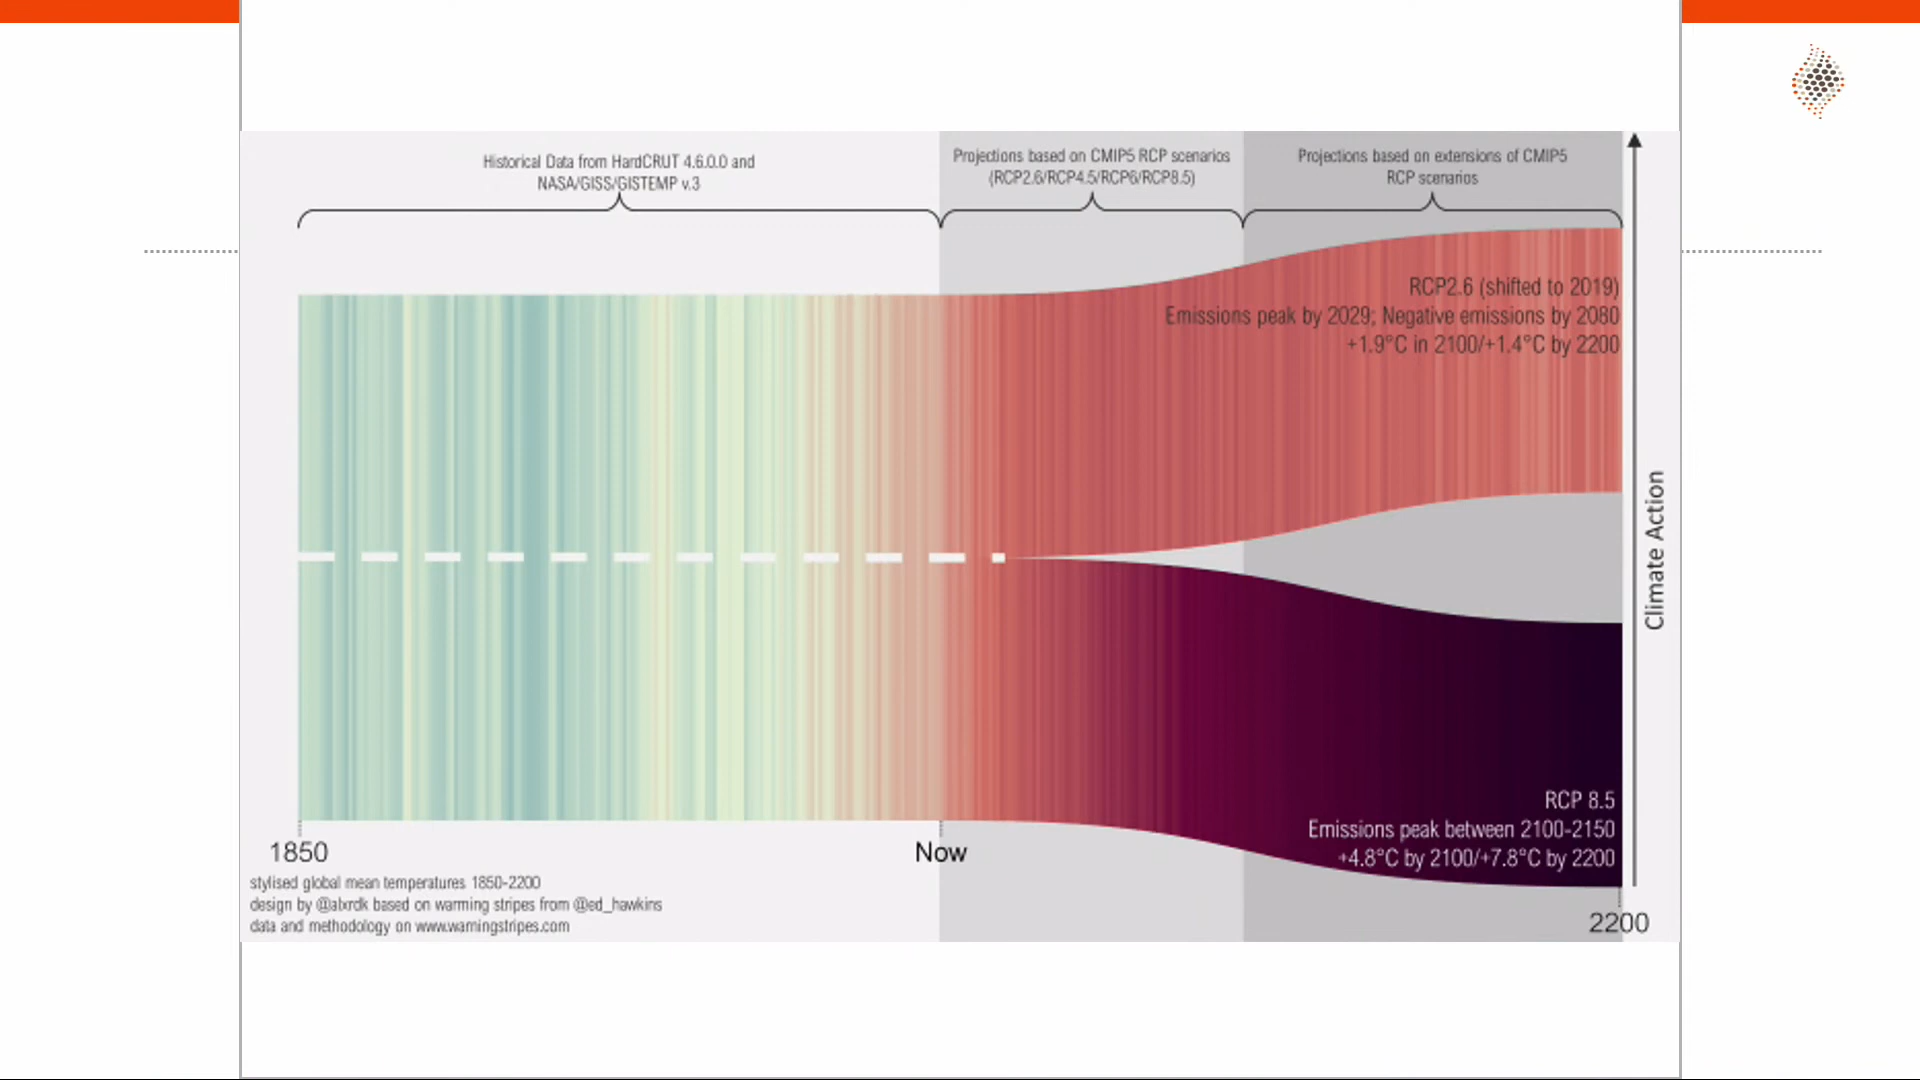 Historical Data from HardCRUT 4.6.0.0 and
NASA/GISS/GISTEMP v.3
Projections based on CMIP5 RCP scenarios
(RCP2.6/RCP4.5/RCP6/RCP8.5)
Projections based on extensions of CMIP5
RCP scenarios
RCP2.6 (shifted to 2019)
Emissions peak by 2029; Negative emissions by 2080
+1.9°C in 2100/+1.4°C by 2200
Climate Action
RCP 8.5
Emissions peak between 2100-2150
+4.8°C by 2100/+7.8°C by 2200
1850
Now
2200
stylised global mean temperatures 1850-2200
design by @alxrdk based on warming stripes from @ed_hawkins
data and methodology on www.warningstripes.com